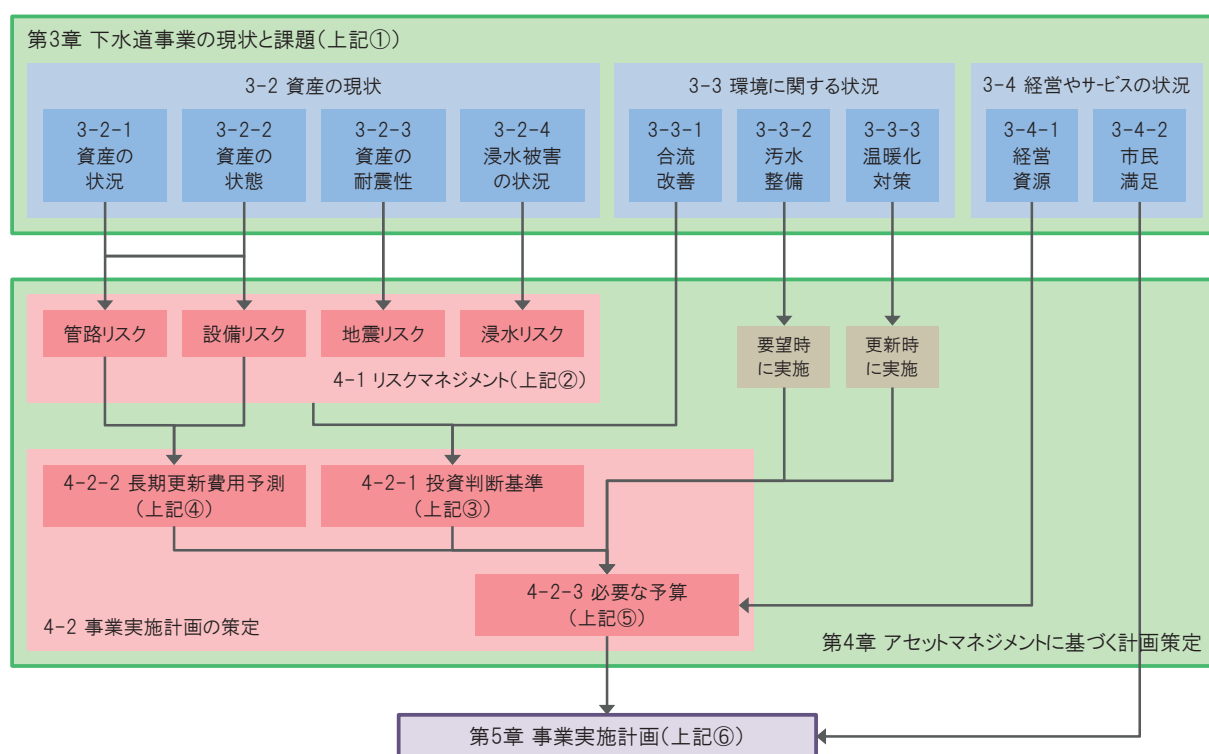 第3章 下水道事業の現状と課題(上記①)
3-2 資産の現状
3-2-1
資産の
状況
3-2-2
資産の
状態
3-2-3
資産の
耐震性
3-2-4
浸水被害
の状況
3-3 環境に関する状況
3-3-1
合流
改善
3-3-2
汚水
整備
3-3-3
温暖化
対策
3-4 経営やサービスの状況
3-4-1
経営
資源
3-4-2
市民
満足
管路リスク
設備リスク
地震リスク
浸水リスク
4-1 リスクマネジメント(上記②)
要望時
に実施
更新時
に実施
4-2-2 長期更新費用予測
(上記④)
4-2-1 投資判断基準
(上記③)
4-2-3 必要な予算
(上記⑤)
4-2 事業実施計画の策定
第4章 アセットマネジメントに基づく計画策定
第5章 事業実施計画(上記⑥)